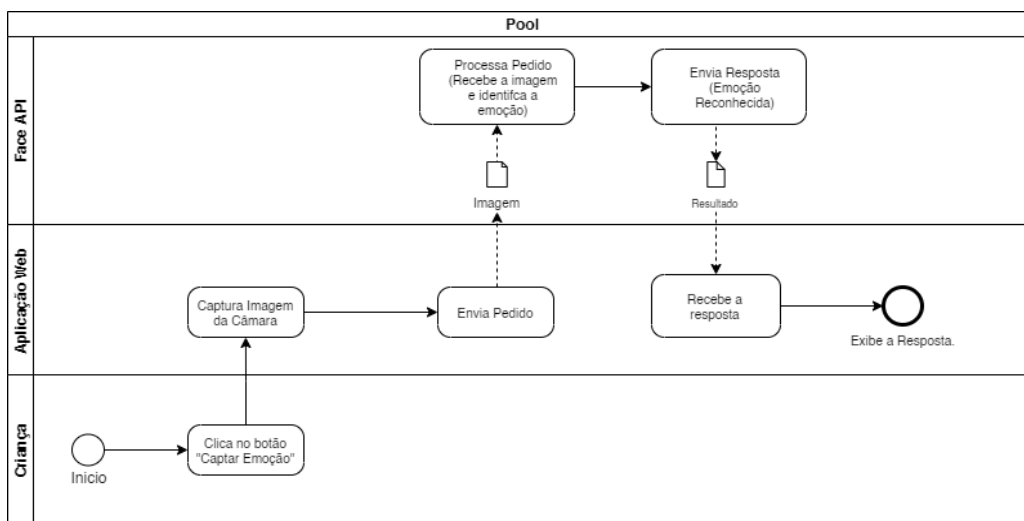 Pool
Face API
Processa Pedido
(Recebe a imagem
e identifca a
emoção)
Envia Resposta
(Emoção
Reconhecida)
Imagem
Resultado
Aplicação Web
Captura Imagem
da Câmara
Envia Pedido
Recebe a
resposta
Exibe a Resposta.
Criança
Inicio
Clica no botão
"Captar Emoção"